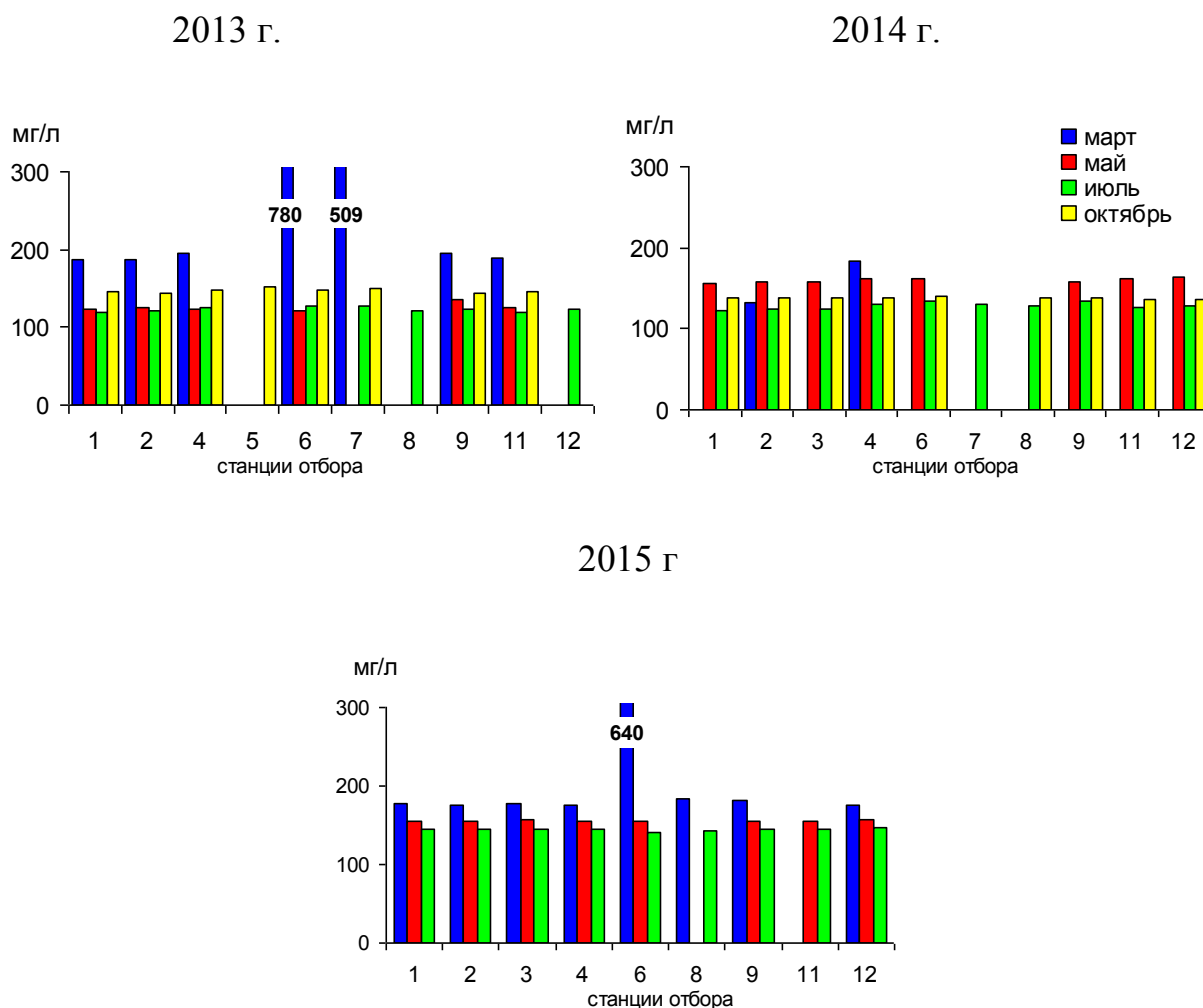 2013 г.
2014 г.
мг/л
300
200
100
0
780
509
1 2 4 5 6 7 8 9 11 12
станции отбора
мг/л
300
200
100
0
март
май
июль
октябрь
1 2 3 4 6 7 8 9 11 12
станции отбора
2015 г
мг/л
300
200
100
0
640
1 2 3 4 6 8 9 11 12
станции отбора